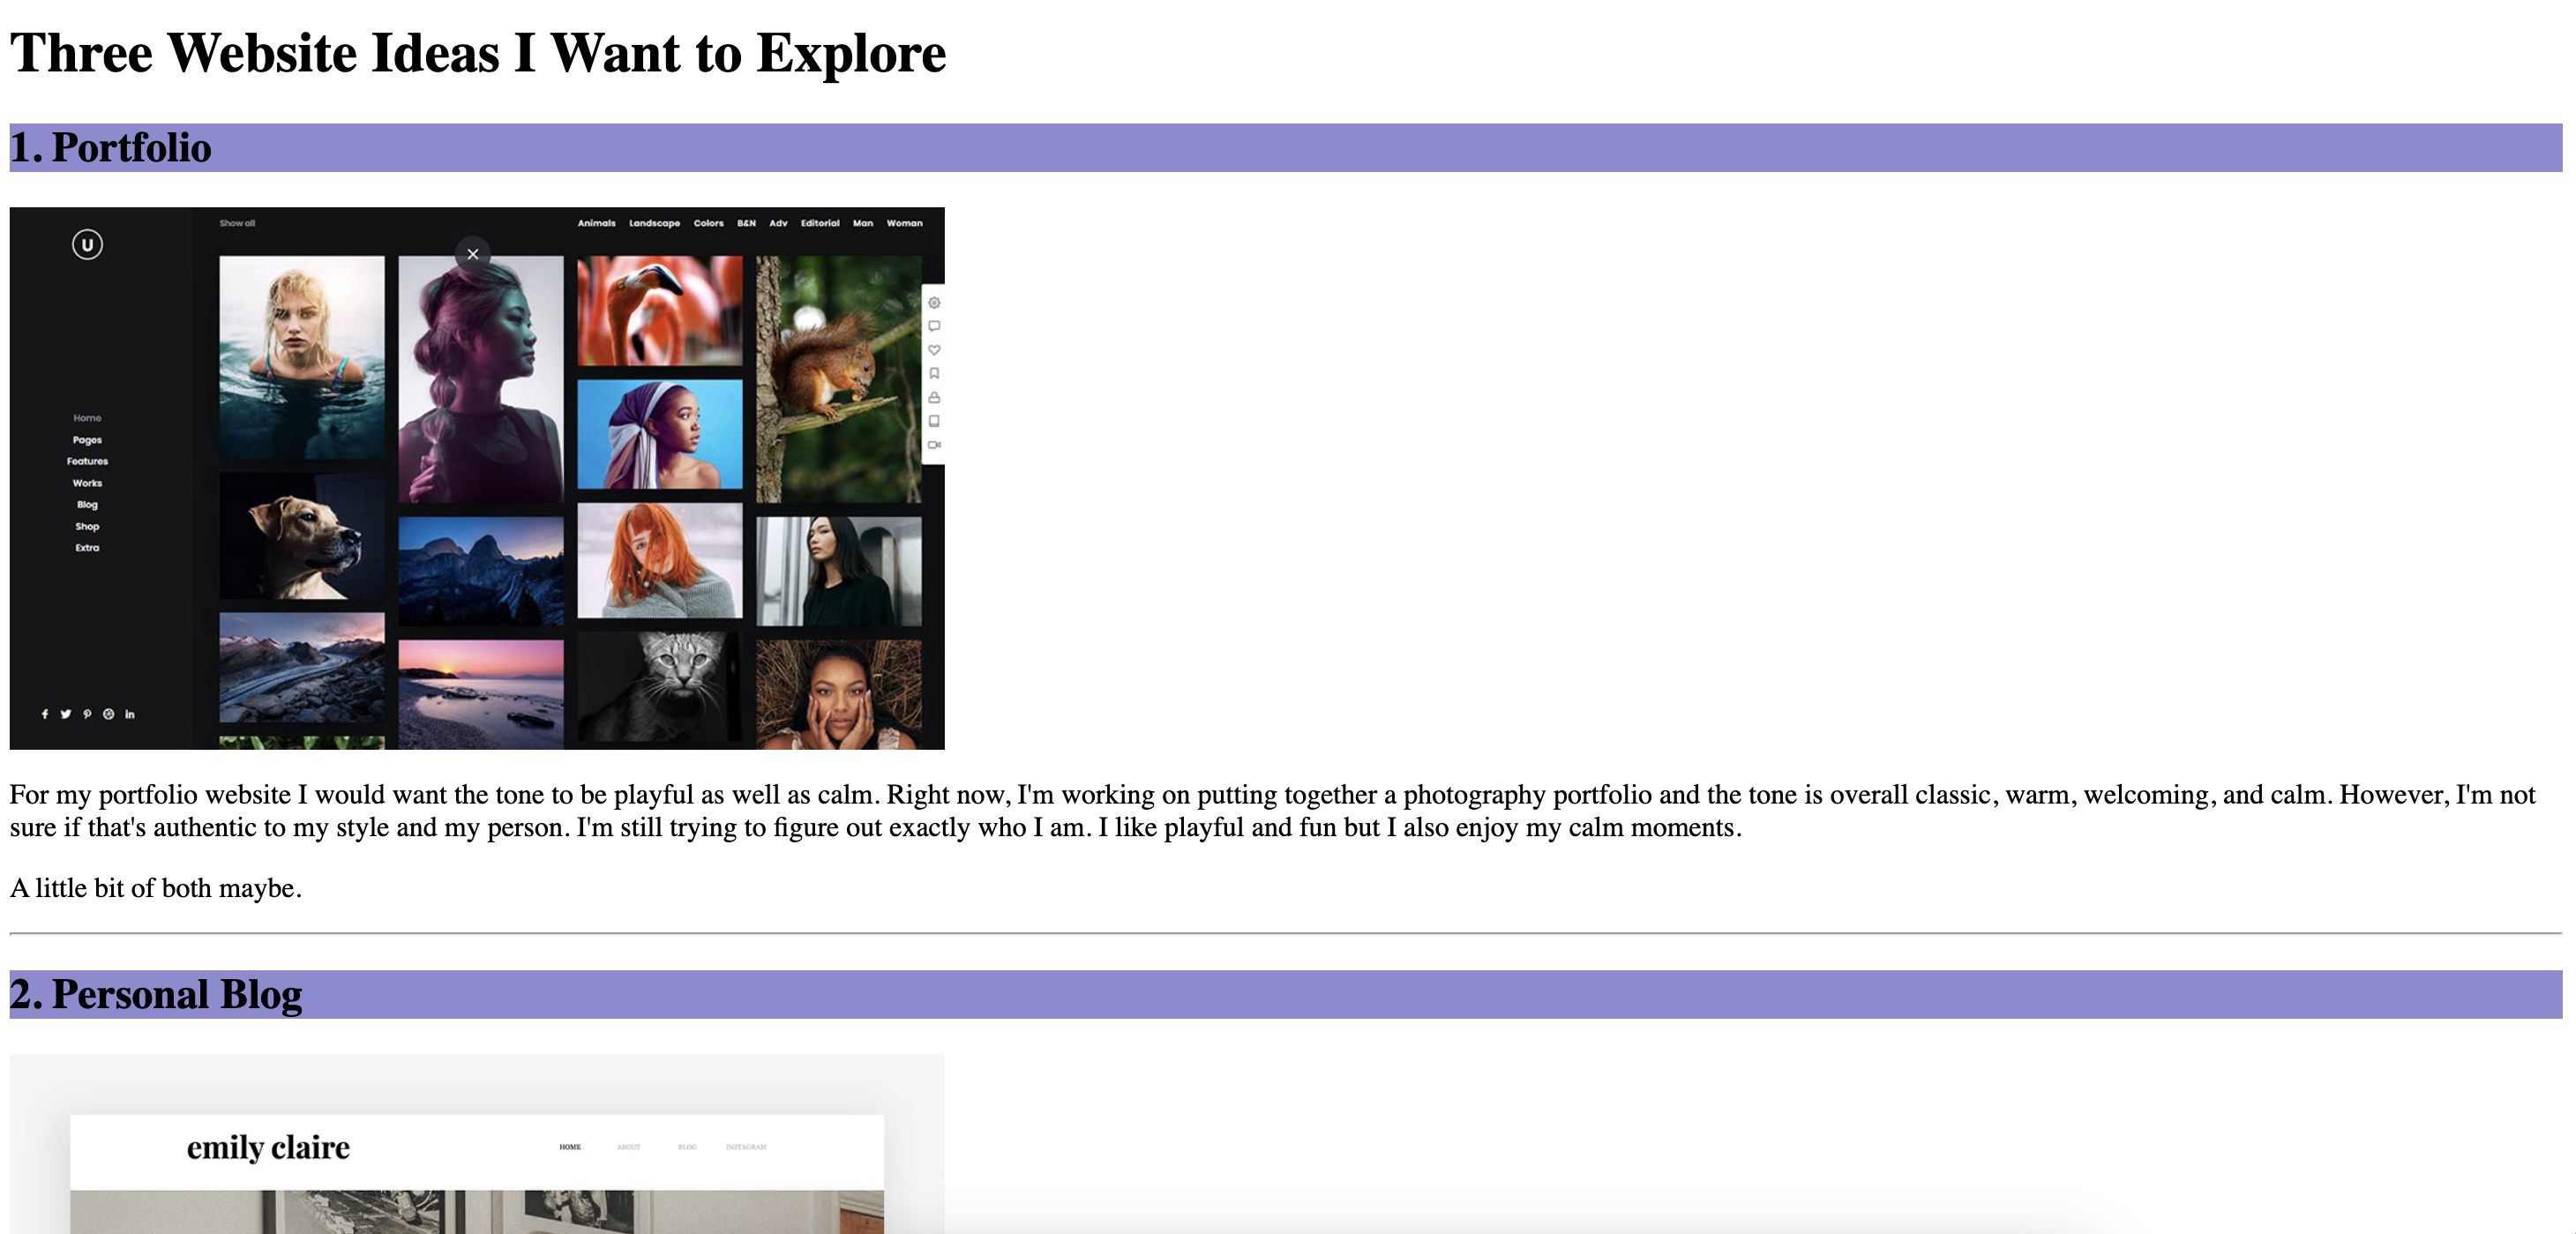 Three Website Ideas I Want to Explore
1. Portfolio
U
Show all
Animals Landscape Colors B&N Adv Editorial Man Woman
Home
Pages
Features
Works
Blog
Shop
Extra
For my portfolio website I would want the tone to be playful as well as calm. Right now, I'm working on putting together a photography portfolio and the tone is overall classic, warm, welcoming, and calm. However, I'm not
sure if that's authentic to my style and my person. I'm still trying to figure out exactly who I am. I like playful and fun but I also enjoy my calm moments.
A little bit of both maybe.
2. Personal Blog
emily claire
HOME ABOUT BLOG INSTAGRAM